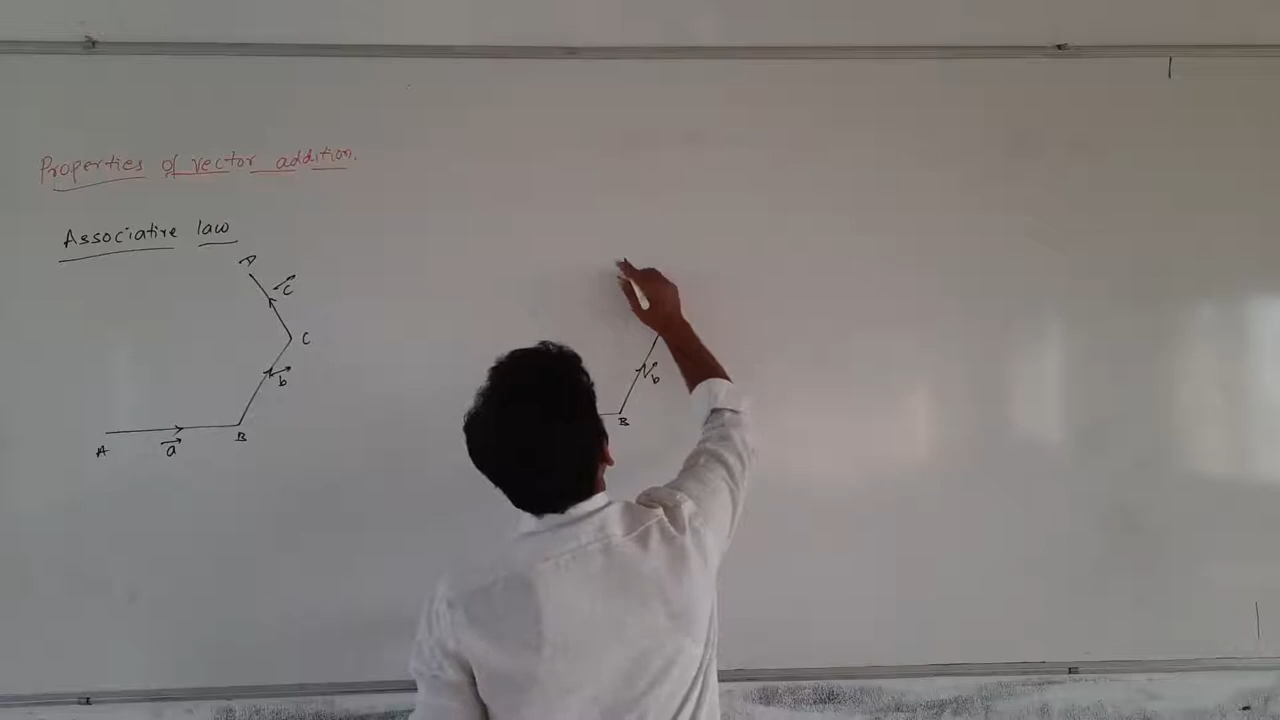 Properties of vector addition.
Associative law
D
c
C
b
b
B
B
A
a